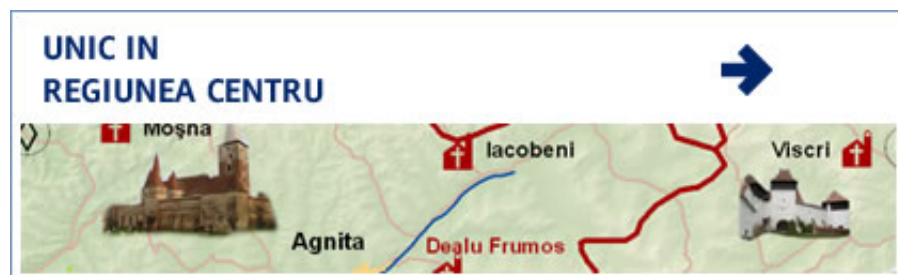 UNIC IN
REGIUNEA CENTRU
Moşna
Iacobeni
Viscri
Agnita
Dealu Frumos